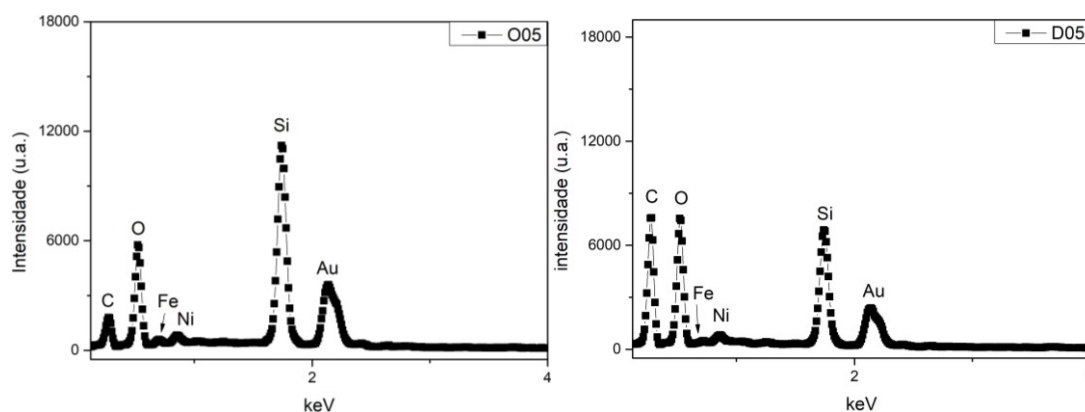 18000
12000
6000
0
Intensidade (u.a.)
O05
C
O
Fe
Ni
Si
Au
2
4
keV
18000
12000
6000
0
intensidade (u.a.)
D05
C
O
Fe
Ni
Si
Au
2
keV